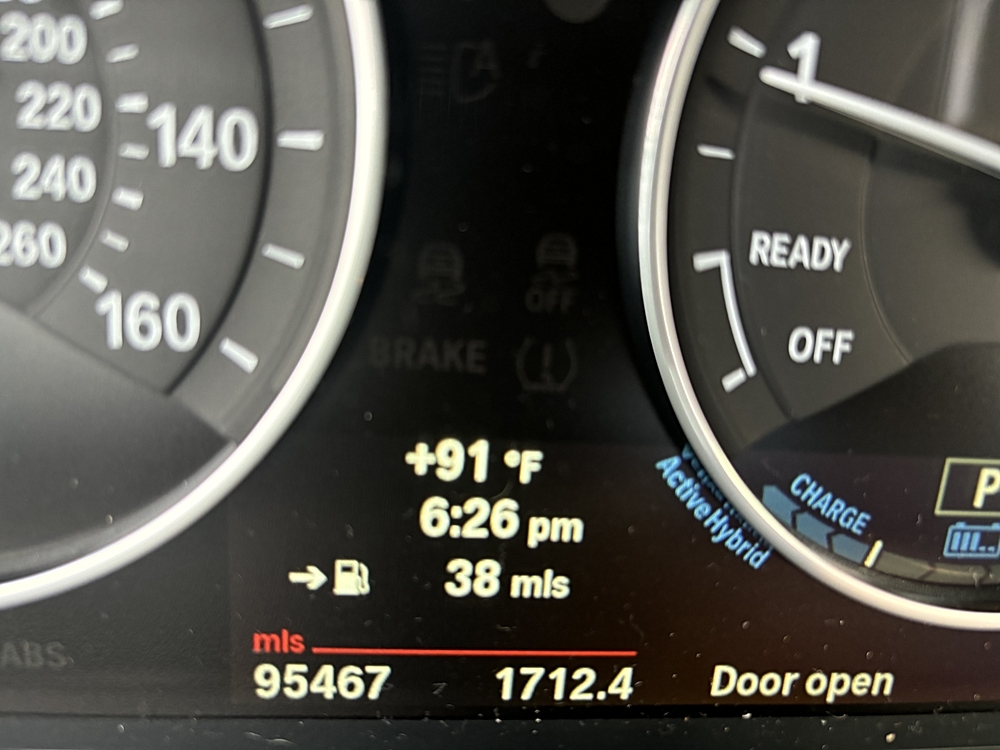 200
220
240
260
140
160
1
READY
OFF
OFF
BRAKE
+91 °F
6:26 pm
38 mls
mls
95467 1712.4
Door open
ActiveHybrid
CHARGE
P
ABS
A